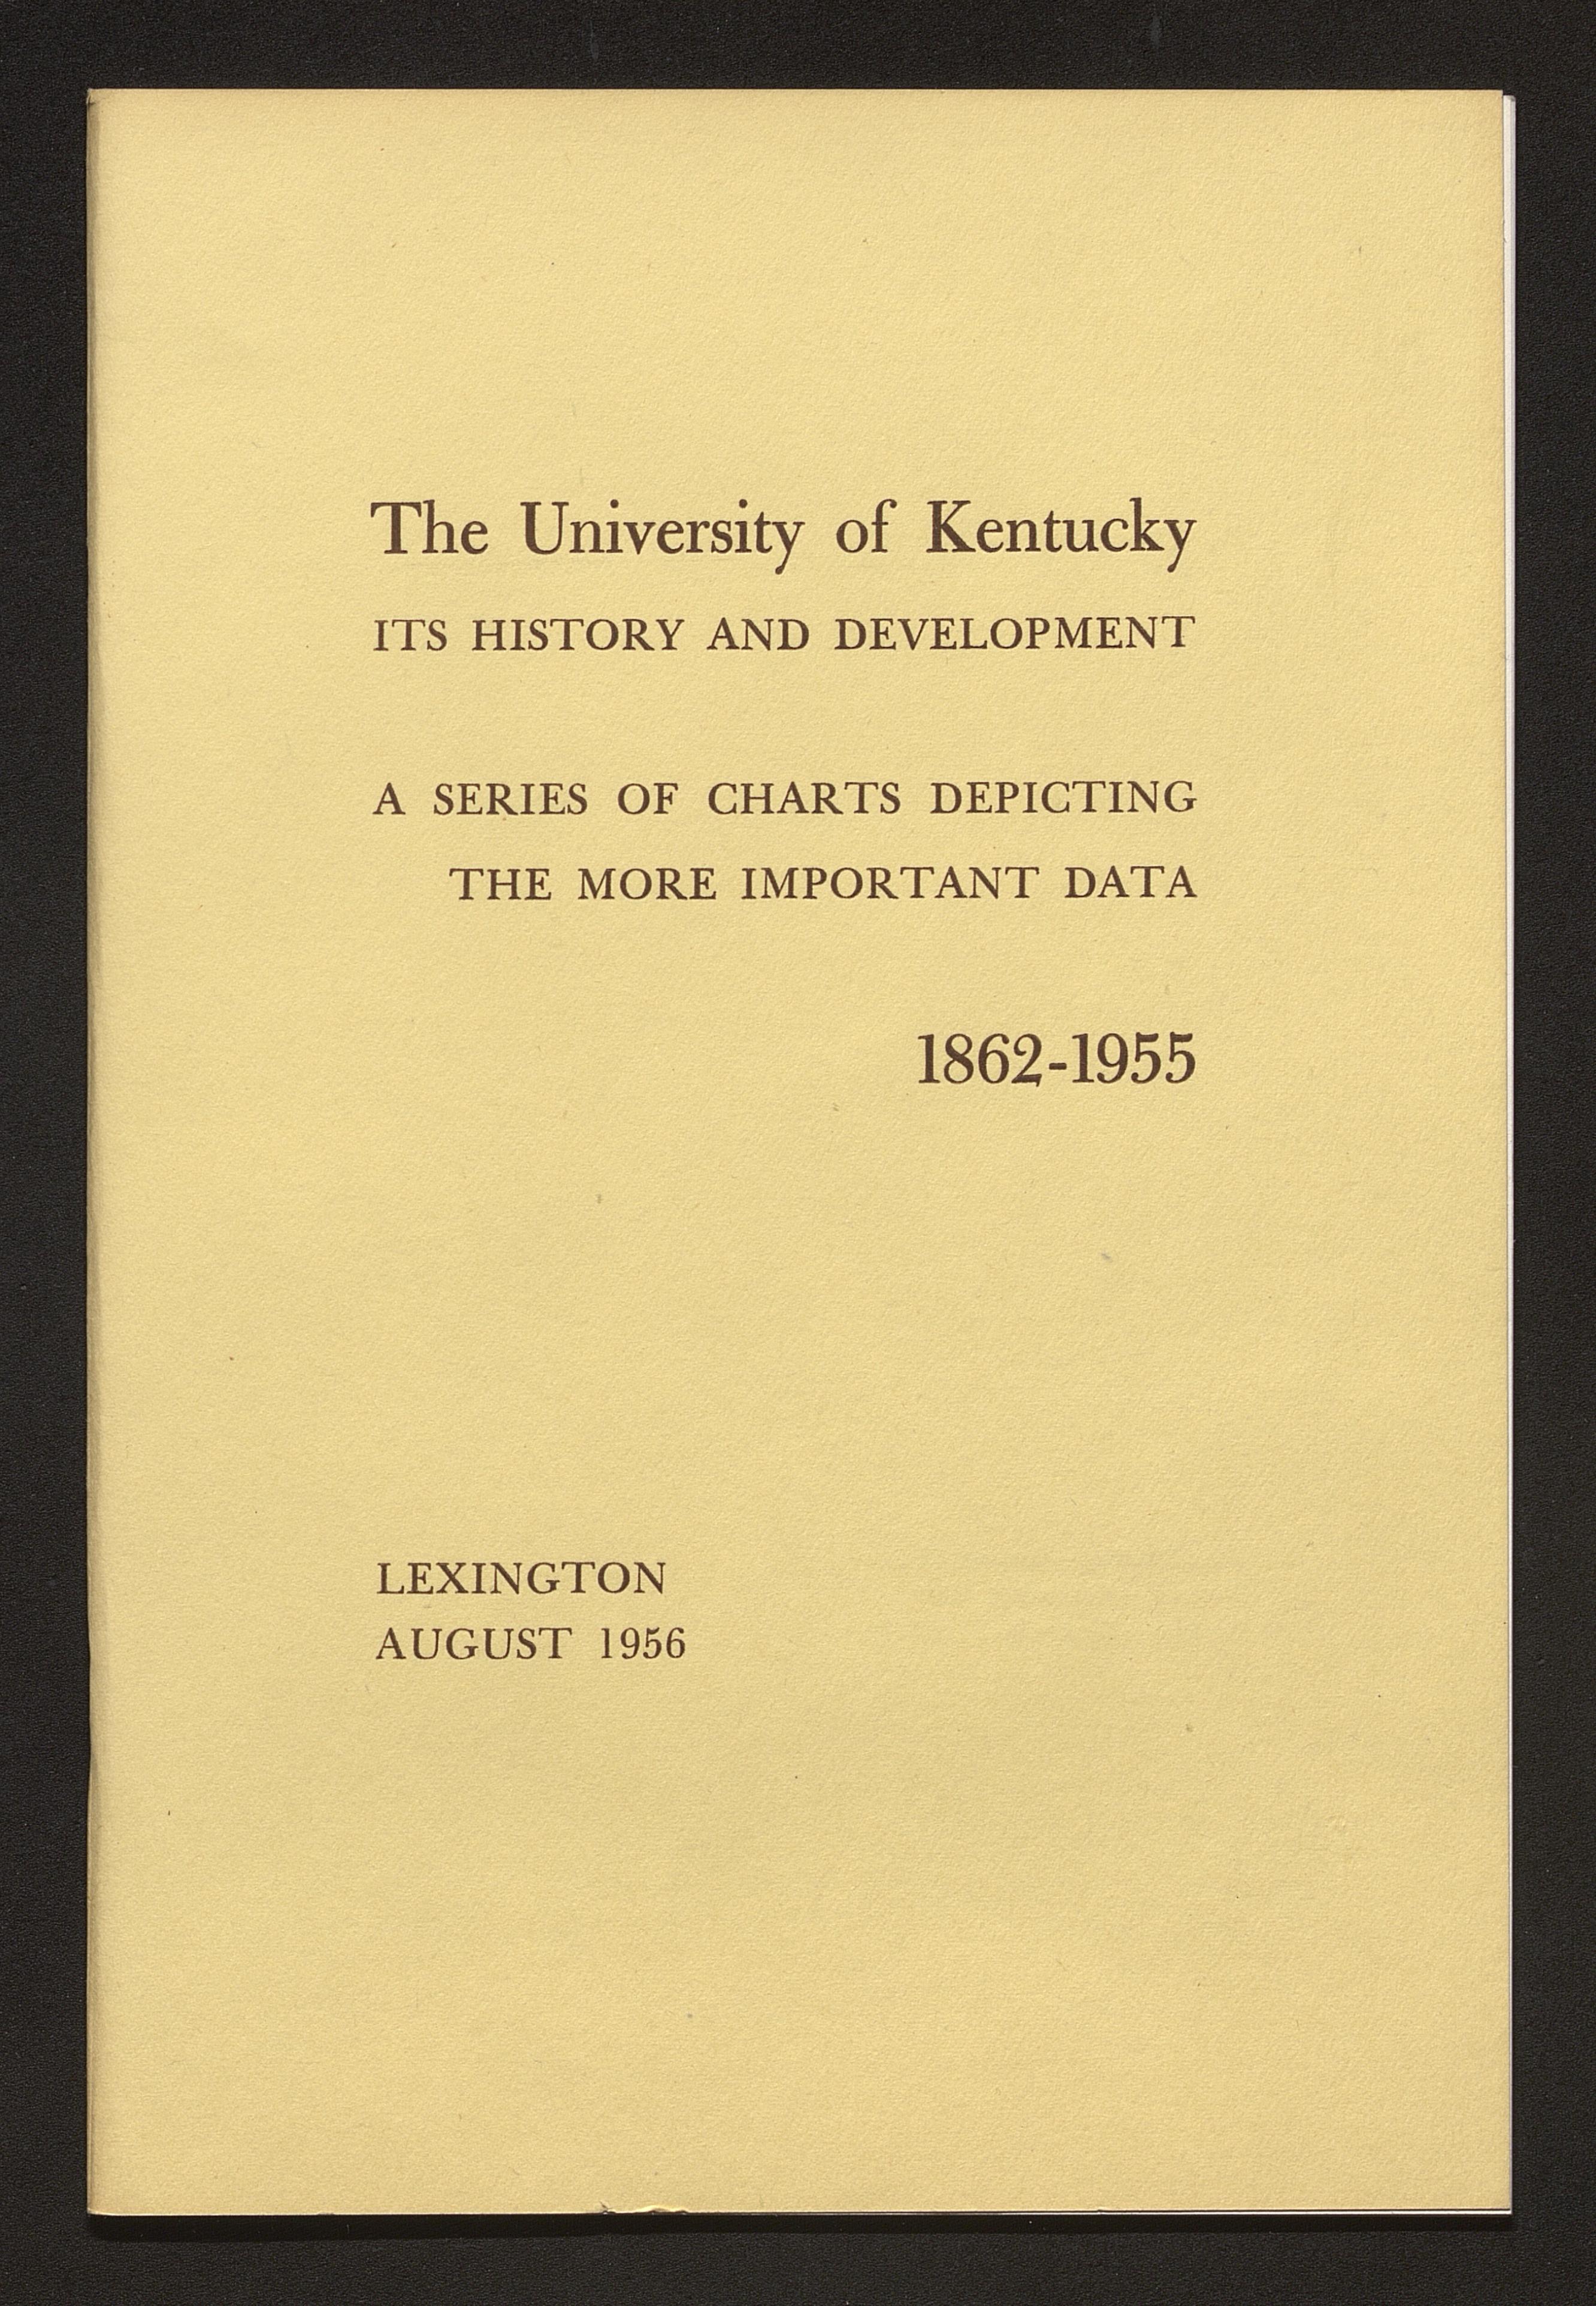 The University of Kentucky
ITS HISTORY AND DEVELOPMENT
A SERIES OF CHARTS DEPICTING
THE MORE IMPORTANT DATA
1862-1955
LEXINGTON
AUGUST 1956